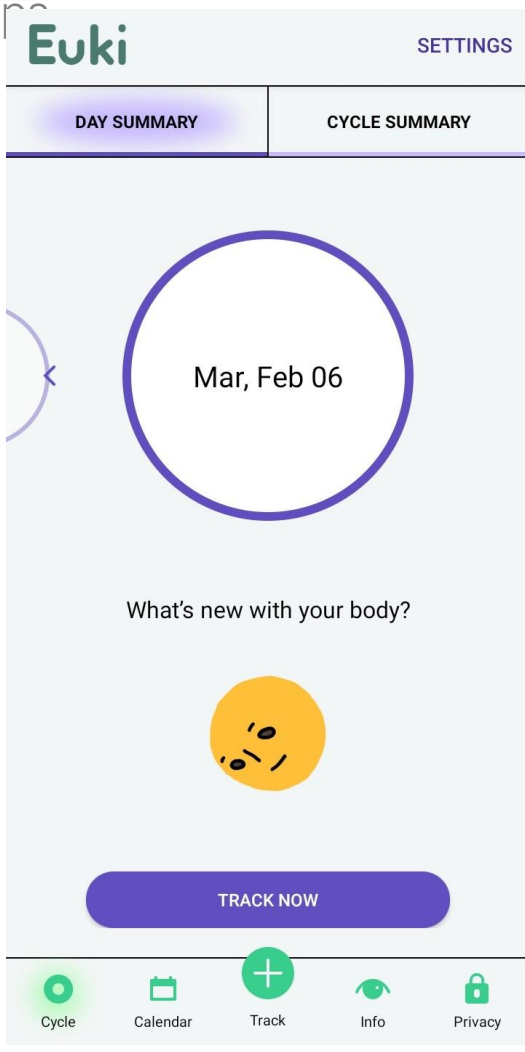 Euki
SETTINGS
DAY SUMMARY
CYCLE SUMMARY
Mar, Feb 06
What's new with your body?
TRACK NOW
Cycle
Calendar
Track
Info
Privacy